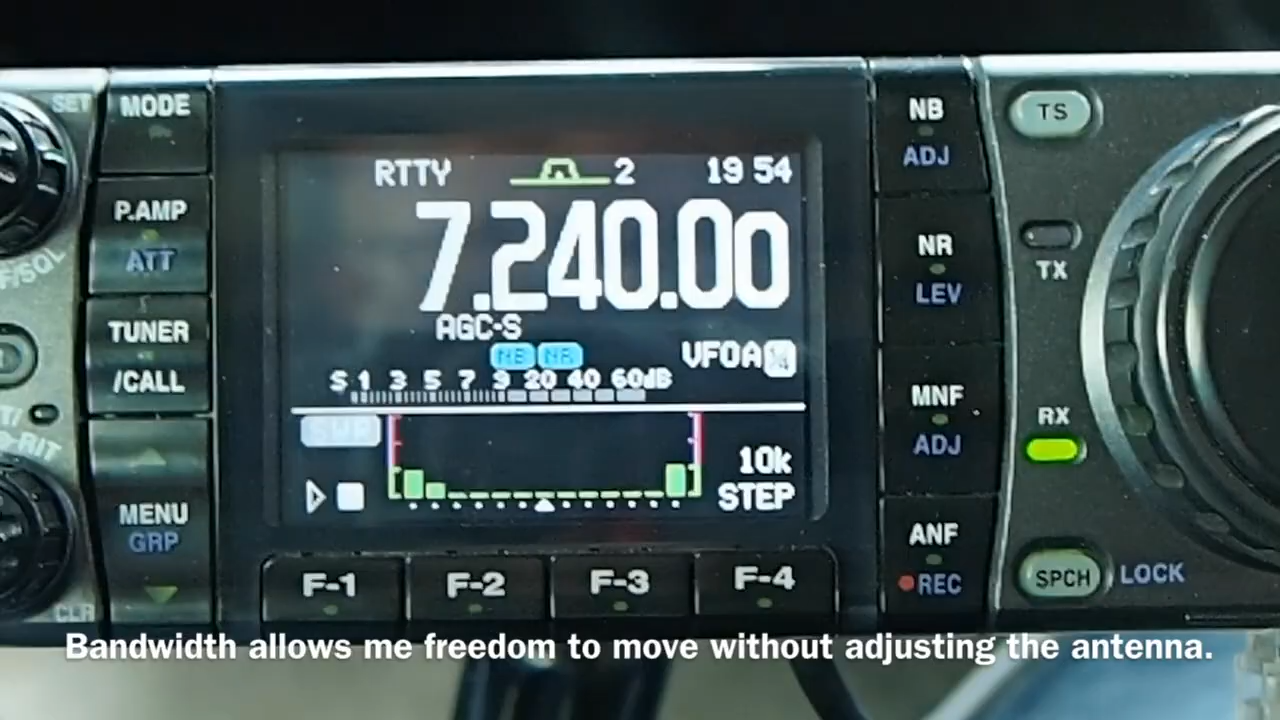 SET
MODE
P.AMP
ATT
TUNER
/CALL
MENU
GRP
CLR
RTTY 2 19 54
7.240.00
AGC-S
NB NR VFOA
S 1 3 5 7 9 20 40 60dB
SWR
10k
STEP
F-1 F-2 F-3 F-4
NB
ADJ
NR
LEV
MNF
ADJ
ANF
REC
TS
TX
RX
SPCH LOCK
Bandwidth allows me freedom to move without adjusting the antenna.